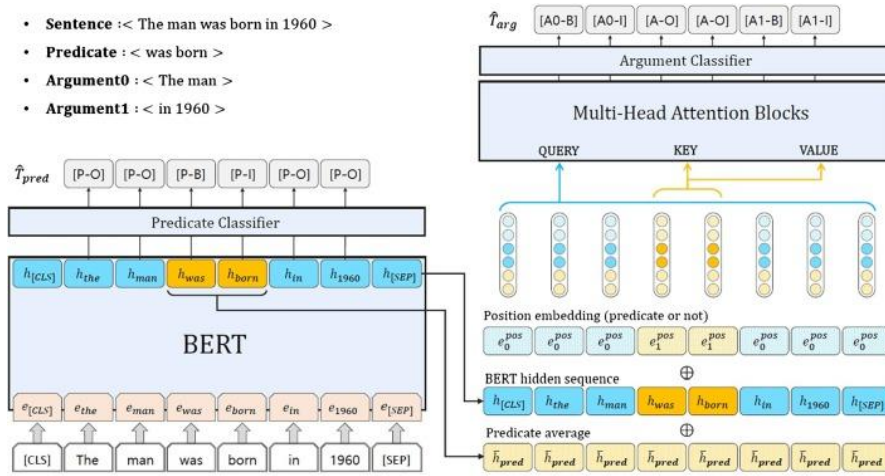 • Sentence :< The man was born in 1960 >
• Predicate :< was born >
• Argument0 : < The man >
• Argument1 : < in 1960 >
T̂pred [P-O] [P-O] [P-B] [P-I] [P-O] [P-O]
Predicate Classifier
h[CLS] hthe hman hwas hborn hin h1960 h[SEP]
BERT
e[CLS] ethe eman ewas eborn ein e1960 e[SEP]
[CLS] The man was born in 1960 [SEP]
T̂arg [A0-B] [A0-I] [A-O] [A-O] [A1-B] [A1-I]
Argument Classifier
Multi-Head Attention Blocks
QUERY KEY VALUE
Position embedding (predicate or not)
e0pos e0pos e0pos e1pos e1pos e0pos e0pos e0pos
⊕
BERT hidden sequence
h[CLS] hthe hman hwas hborn hin h1960 h[SEP]
⊕
Predicate average
h̄pred h̄pred h̄pred h̄pred h̄pred h̄pred h̄pred h̄pred